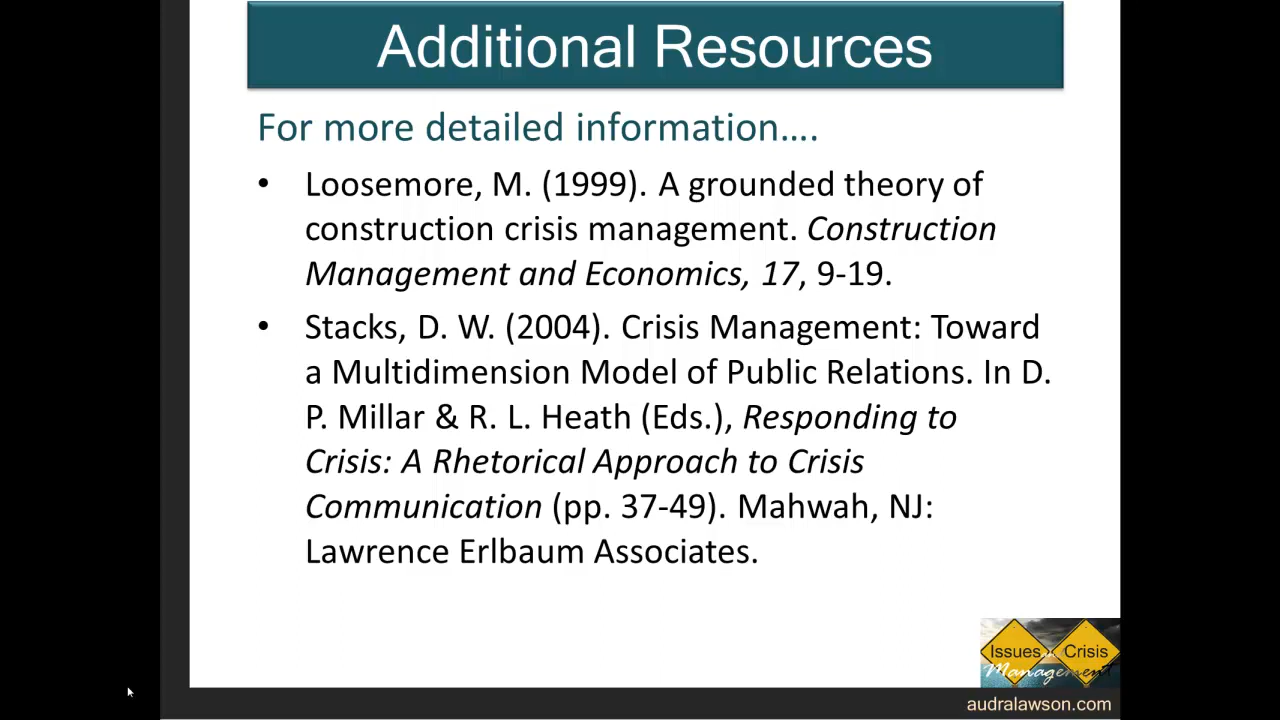 Additional Resources
For more detailed information....
• Loosemore, M. (1999). A grounded theory of
construction crisis management. Construction
Management and Economics, 17, 9-19.
• Stacks, D. W. (2004). Crisis Management: Toward
a Multidimension Model of Public Relations. In D.
P. Millar & R. L. Heath (Eds.), Responding to
Crisis: A Rhetorical Approach to Crisis
Communication (pp. 37-49). Mahwah, NJ:
Lawrence Erlbaum Associates.
Issues Crisis
Management
audralawson.com